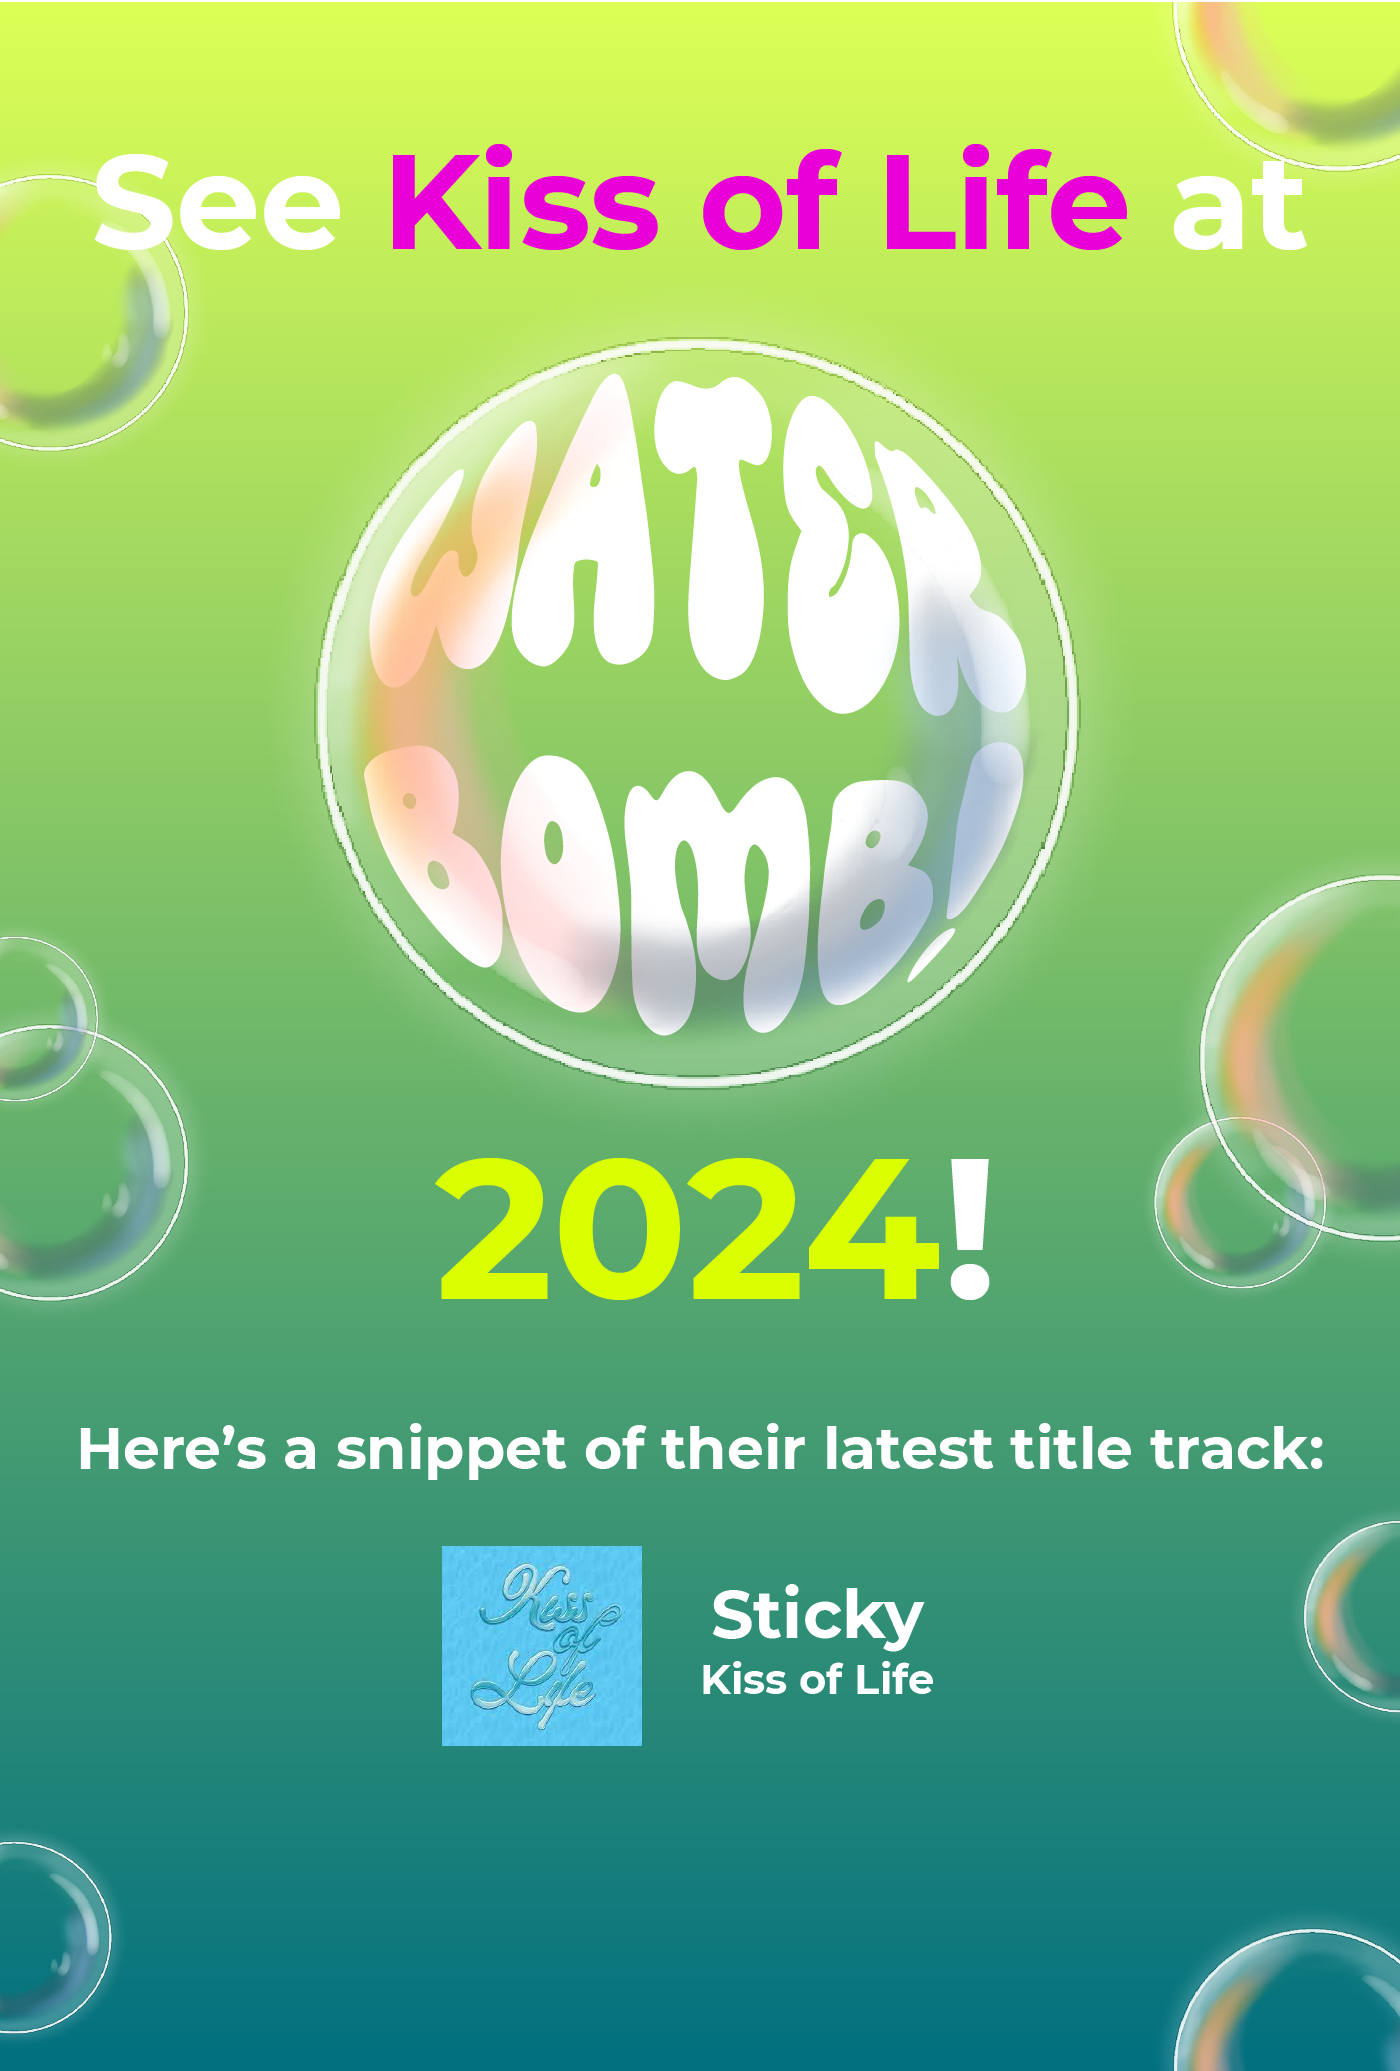 See Kiss of Life at
WATER
BOMB!
2024!
Here’s a snippet of their latest title track:
Kiss
of
Life
Sticky
Kiss of Life